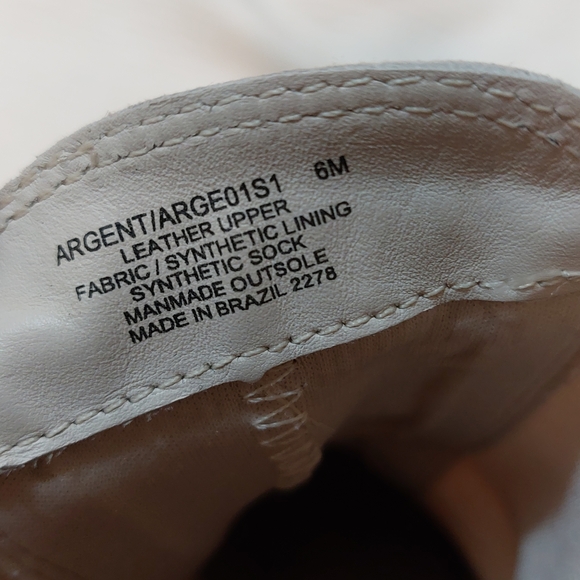 ARGENT/ARGE01S1 6M
LEATHER UPPER
FABRIC / SYNTHETIC LINING
SYNTHETIC SOCK
MANMADE OUTSOLE
MADE IN BRAZIL 2278